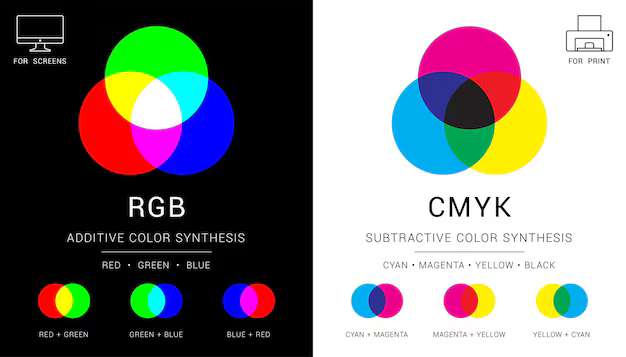 FOR SCREENS
RGB
ADDITIVE COLOR SYNTHESIS
RED • GREEN • BLUE
RED + GREEN
GREEN + BLUE
BLUE + RED
FOR PRINT
CMYK
SUBTRACTIVE COLOR SYNTHESIS
CYAN • MAGENTA • YELLOW • BLACK
CYAN + MAGENTA
MAGENTA + YELLOW
YELLOW + CYAN